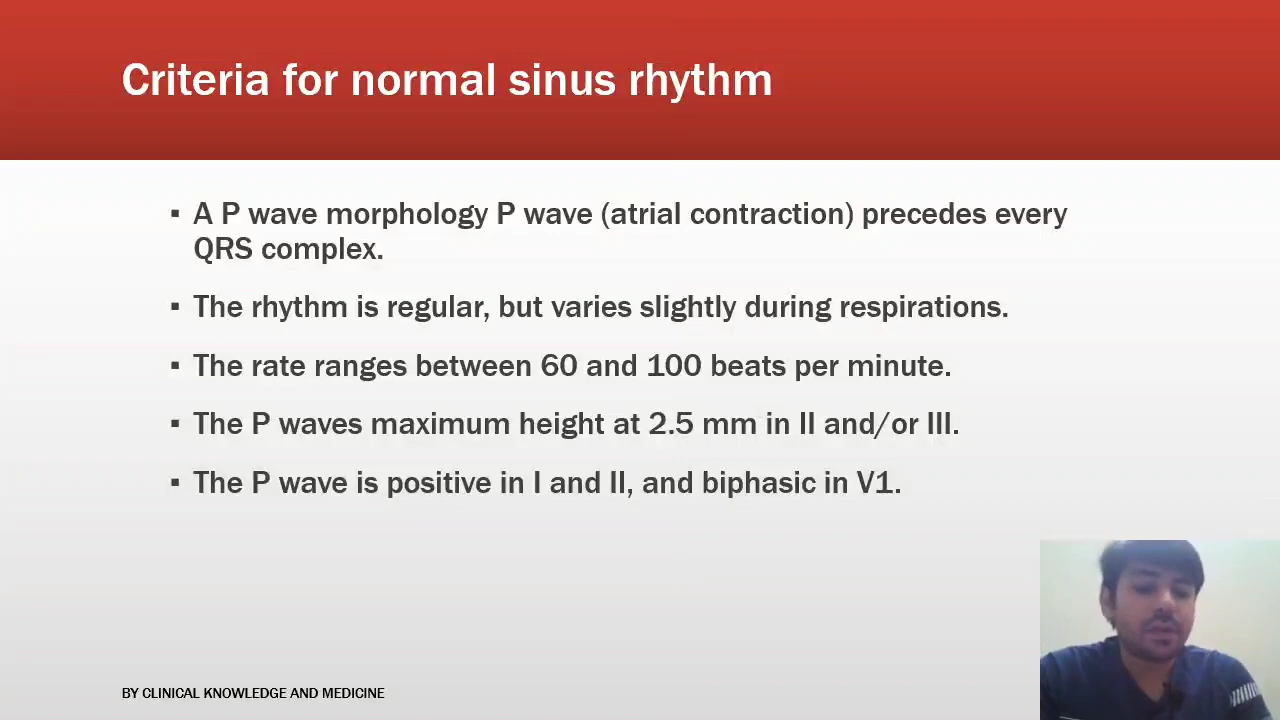 Criteria for normal sinus rhythm
▪ A P wave morphology P wave (atrial contraction) precedes every
QRS complex.
▪ The rhythm is regular, but varies slightly during respirations.
▪ The rate ranges between 60 and 100 beats per minute.
▪ The P waves maximum height at 2.5 mm in II and/or III.
▪ The P wave is positive in I and II, and biphasic in V1.
BY CLINICAL KNOWLEDGE AND MEDICINE